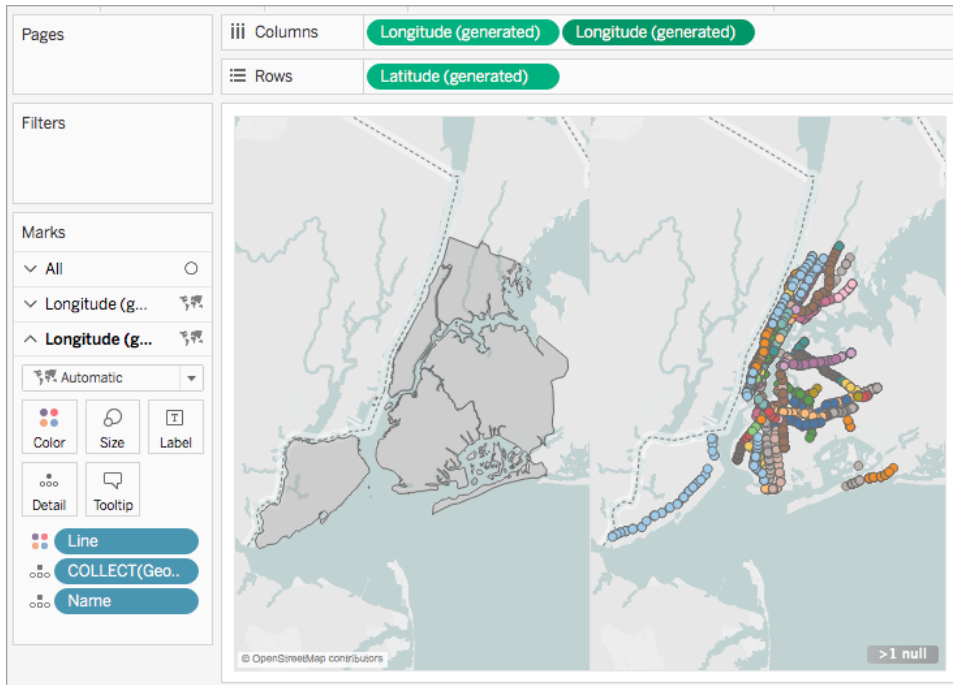 Pages
Columns
Longitude (generated)
Longitude (generated)
Rows
Latitude (generated)
Filters
Marks
All
Longitude (g...
Longitude (g...
Automatic
Color
Size
T
Label
Detail
Tooltip
Line
COLLECT(Geo..
Name
© OpenStreetMap contributors
>1 null